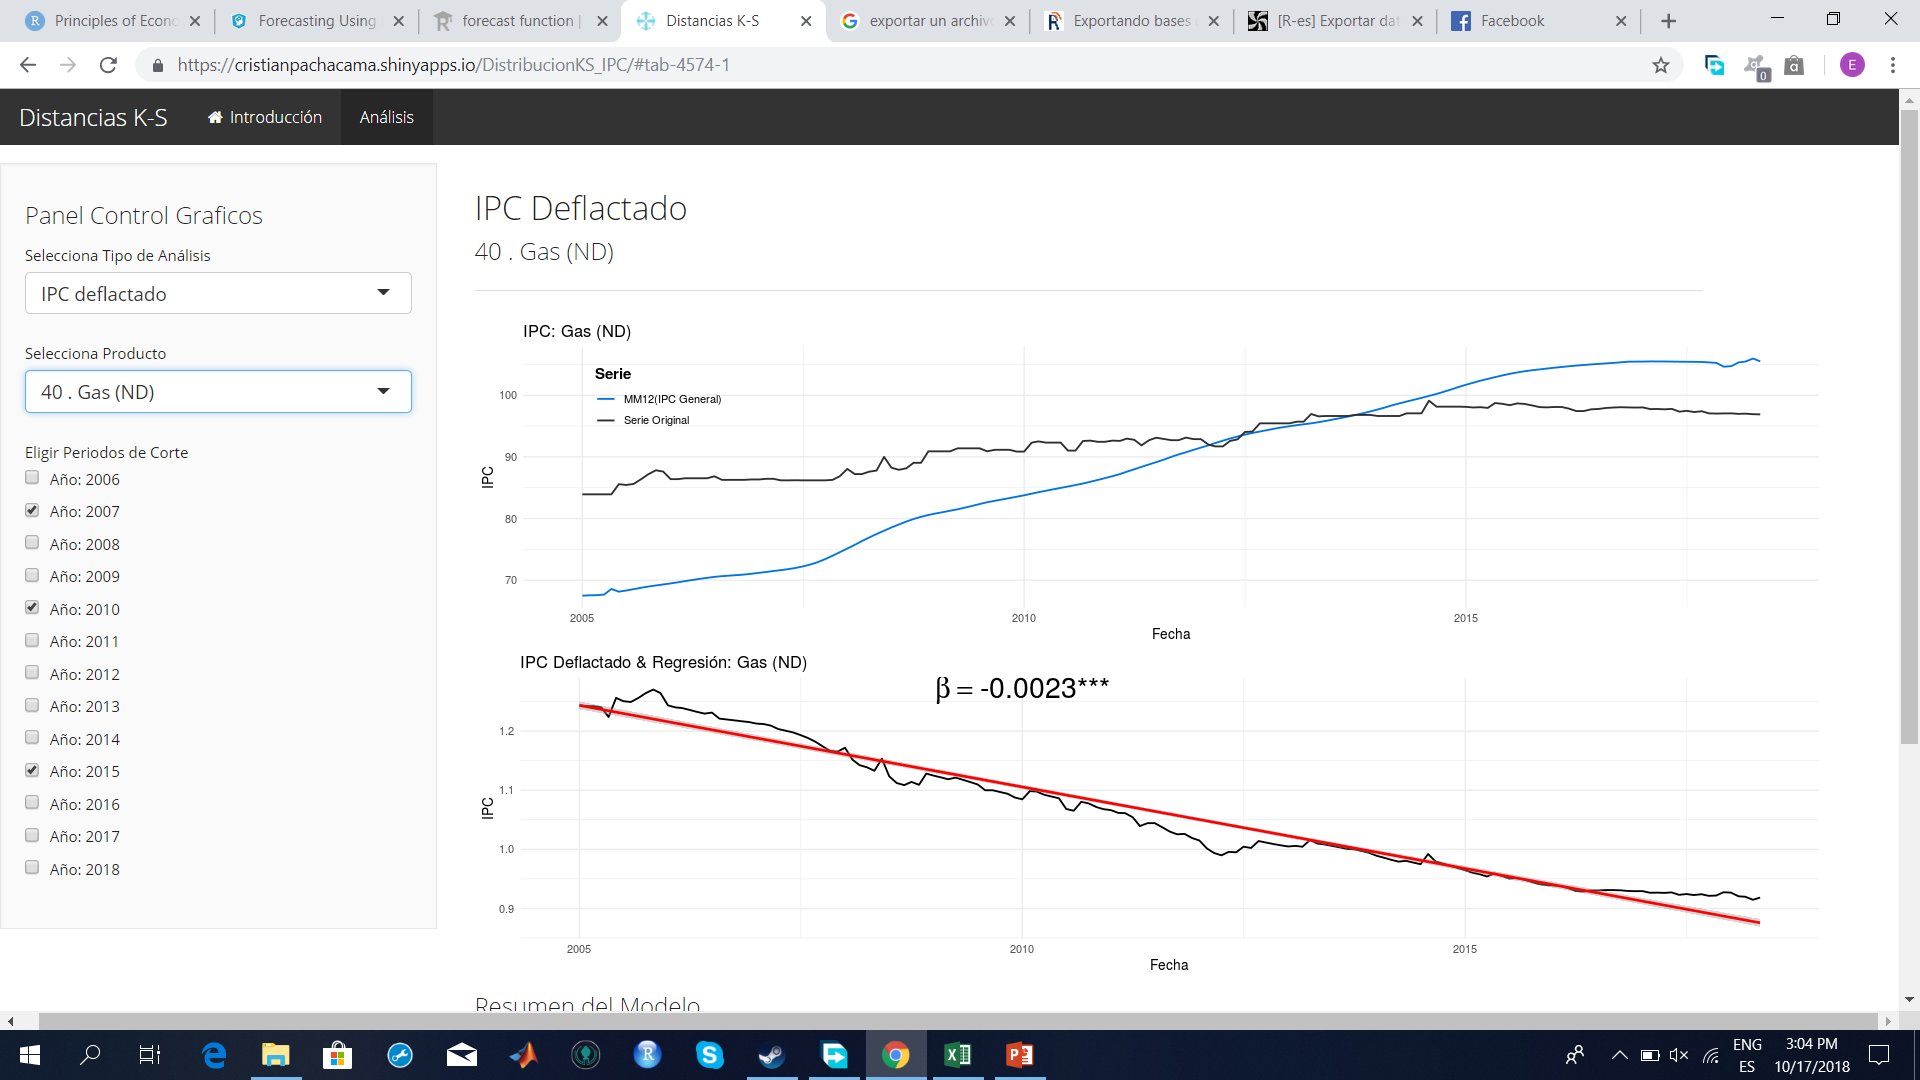 Principles of Econo
Forecasting Using
forecast function |
Distancias K-S
exportar un archivo
Exportando bases
[R-es] Exportar dat
Facebook
https://cristianpachacama.shinyapps.io/DistribucionKS_IPC/#tab-4574-1
0
E
Distancias K-S
Introducción
Análisis
Panel Control Graficos
Selecciona Tipo de Análisis
IPC deflactado
Selecciona Producto
40 . Gas (ND)
Eligir Periodos de Corte
Año: 2006
Año: 2007
Año: 2008
Año: 2009
Año: 2010
Año: 2011
Año: 2012
Año: 2013
Año: 2014
Año: 2015
Año: 2016
Año: 2017
Año: 2018
IPC Deflactado
40 . Gas (ND)
IPC: Gas (ND)
Serie
MM12(IPC General)
Serie Original
100
90
80
70
IPC
2005
2010
2015
Fecha
IPC Deflactado & Regresión: Gas (ND)
β = -0.0023***
1.2
1.1
1.0
0.9
IPC
2005
2010
2015
Fecha
Resumen del Modelo
ENG
ES
3:04 PM
10/17/2018